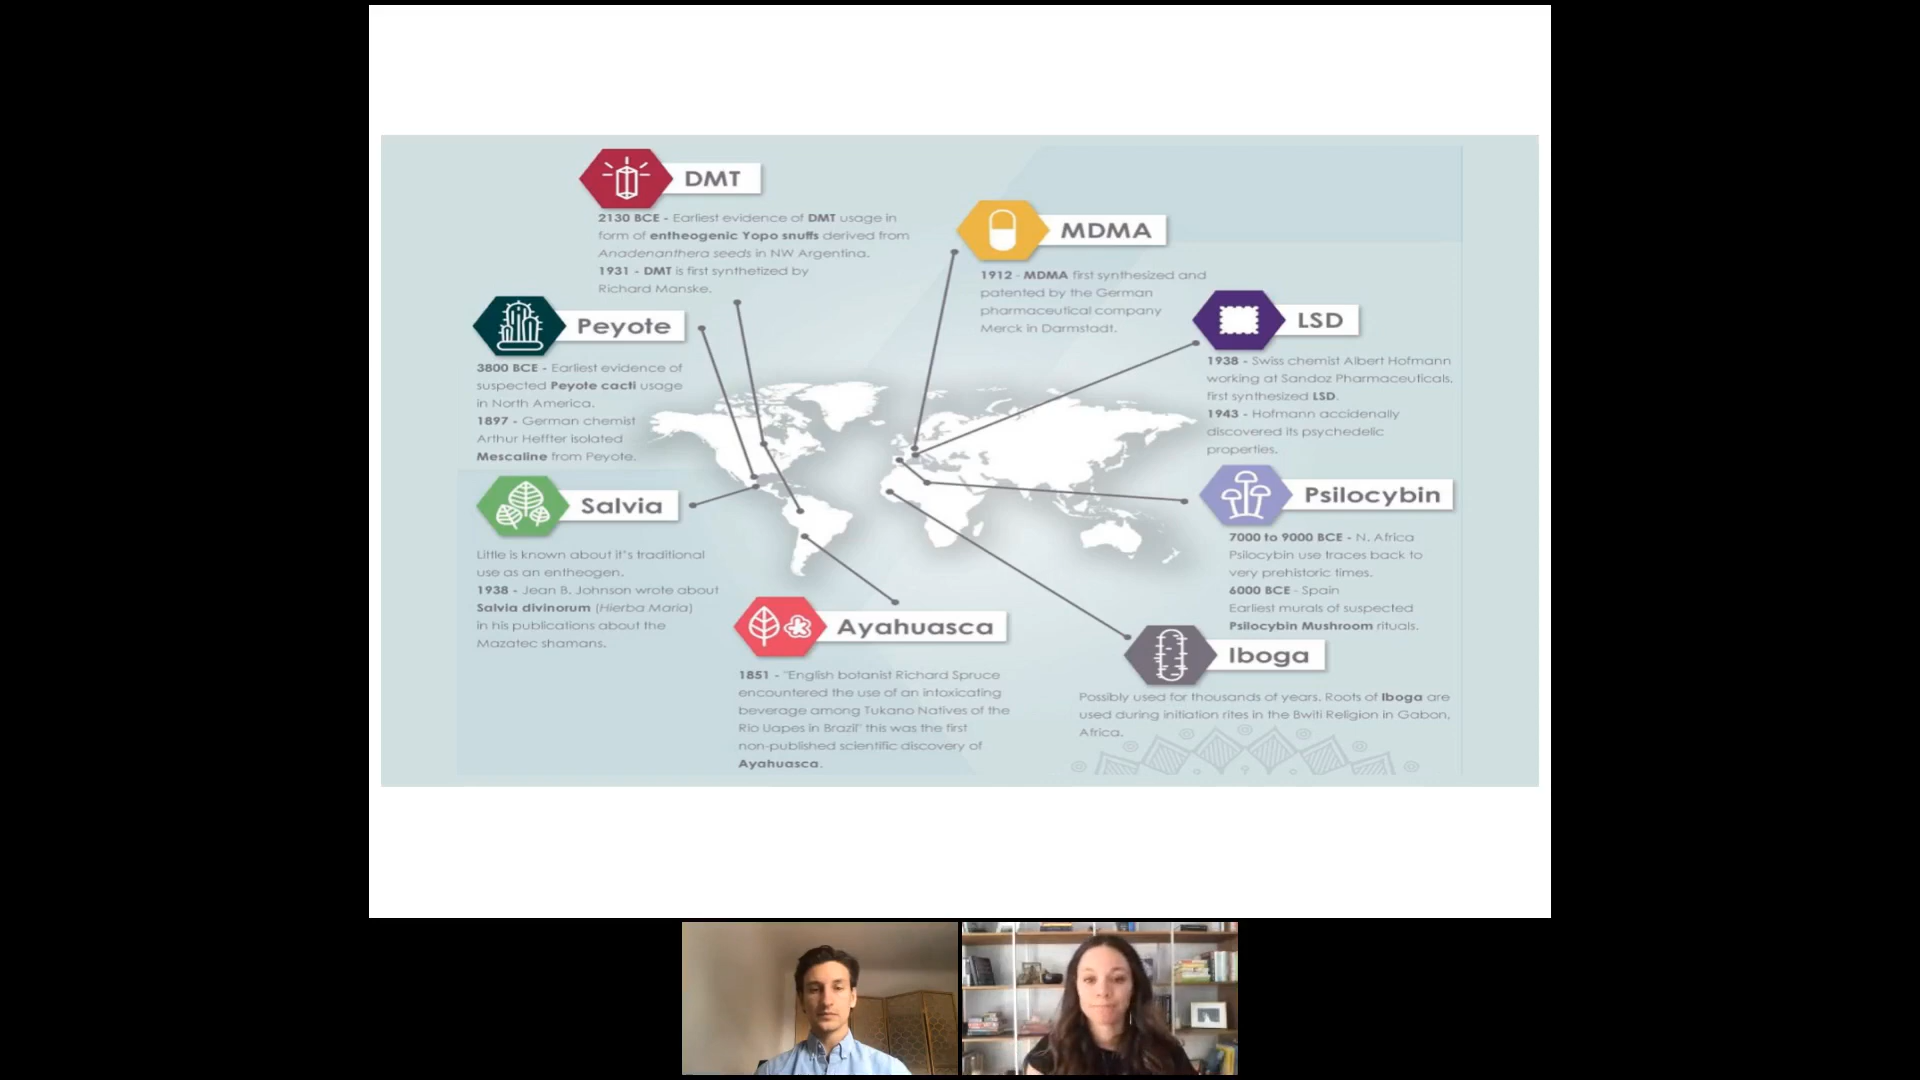 DMT
2130 BCE - Earliest evidence of DMT usage in
form of entheogenic Yopo snuffs derived from
Anadenanthera seeds in NW Argentina.
1931 - DMT is first synthetized by
Richard Manske.
MDMA
1912 - MDMA first synthesized and
patented by the German
pharmaceutical company
Merck in Darmstadt.
Peyote
3800 BCE - Earliest evidence of
suspected Peyote cacti usage
in North America.
1897 - German chemist
Arthur Heffter isolated
Mescaline from Peyote.
LSD
1938 - Swiss chemist Albert Hofmann
working at Sandoz Pharmaceuticals,
first synthesized LSD.
1943 - Hofmann accidenally
discovered its psychedelic
properties.
Salvia
Little is known about it's traditional
use as an entheogen.
1938 - Jean B. Johnson wrote about
Salvia divinorum (Hierba Maria)
in his publications about the
Mazatec shamans.
Psilocybin
7000 to 9000 BCE - N. Africa
Psilocybin use traces back to
very prehistoric times.
6000 BCE - Spain
Earliest murals of suspected
Psilocybin Mushroom rituals.
Ayahuasca
1851 - "English botanist Richard Spruce
encountered the use of an intoxicating
beverage among Tukano Natives of the
Rio Uapes in Brazil" this was the first
non-published scientific discovery of
Ayahuasca.
Iboga
Possibly used for thousands of years. Roots of Iboga are
used during initiation rites in the Bwiti Religion in Gabon,
Africa.